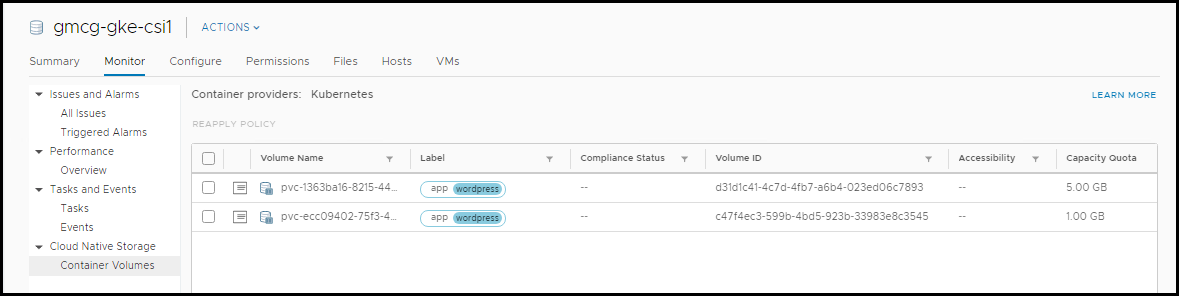 gmcg-gke-csi1 ACTIONS
Summary Monitor Configure Permissions Files Hosts VMs
Issues and Alarms
All Issues
Triggered Alarms
Performance
Overview
Tasks and Events
Tasks
Events
Cloud Native Storage
Container Volumes
Container providers: Kubernetes LEARN MORE
REAPPLY POLICY
Volume Name Label Compliance Status Volume ID Accessibility Capacity Quota
pvc-1363ba16-8215-44... app wordpress -- d31d1c41-4c7d-4fb7-a6b4-023ed06c7893 -- 5.00 GB
pvc-ecc09402-75f3-4... app wordpress -- c47f4ec3-599b-4bd5-923b-33983e8c3545 -- 1.00 GB